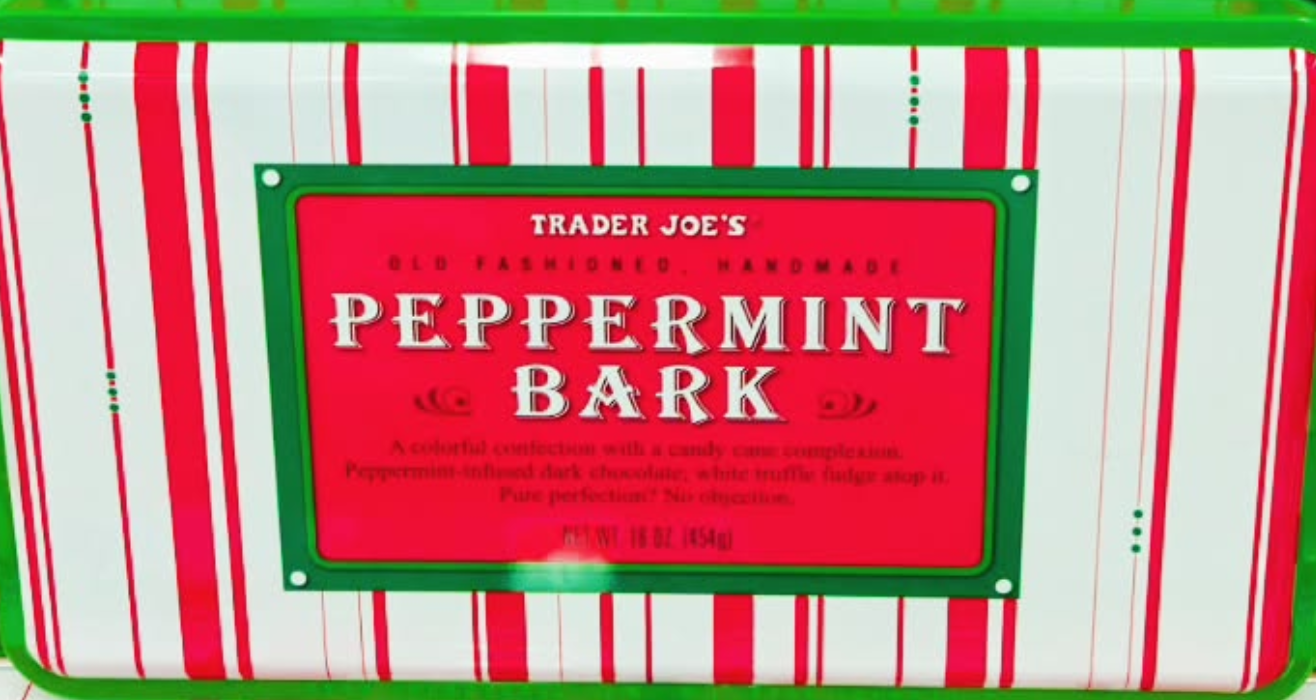 TRADER JOE'S
OLD FASHIONED, HANDMADE
PEPPERMINT
BARK
A colorful confection with a candy cane complexion.
Peppermint-infused dark chocolate; white truffle fudge atop it.
Pure perfection? No objection.
NET WT. 16 OZ. (454g)